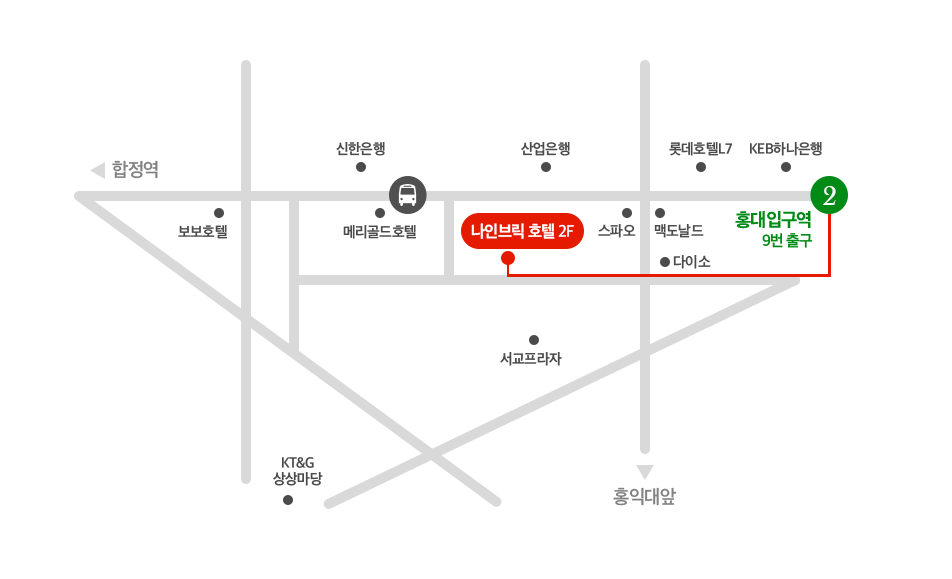 신한은행
산업은행
롯데호텔L7
KEB하나은행
합정역
2
보보호텔
메리골드호텔
나인브릭 호텔 2F
스파오
맥도날드
홍대입구역
9번 출구
다이소
서교프라자
KT&G
상상마당
홍익대앞